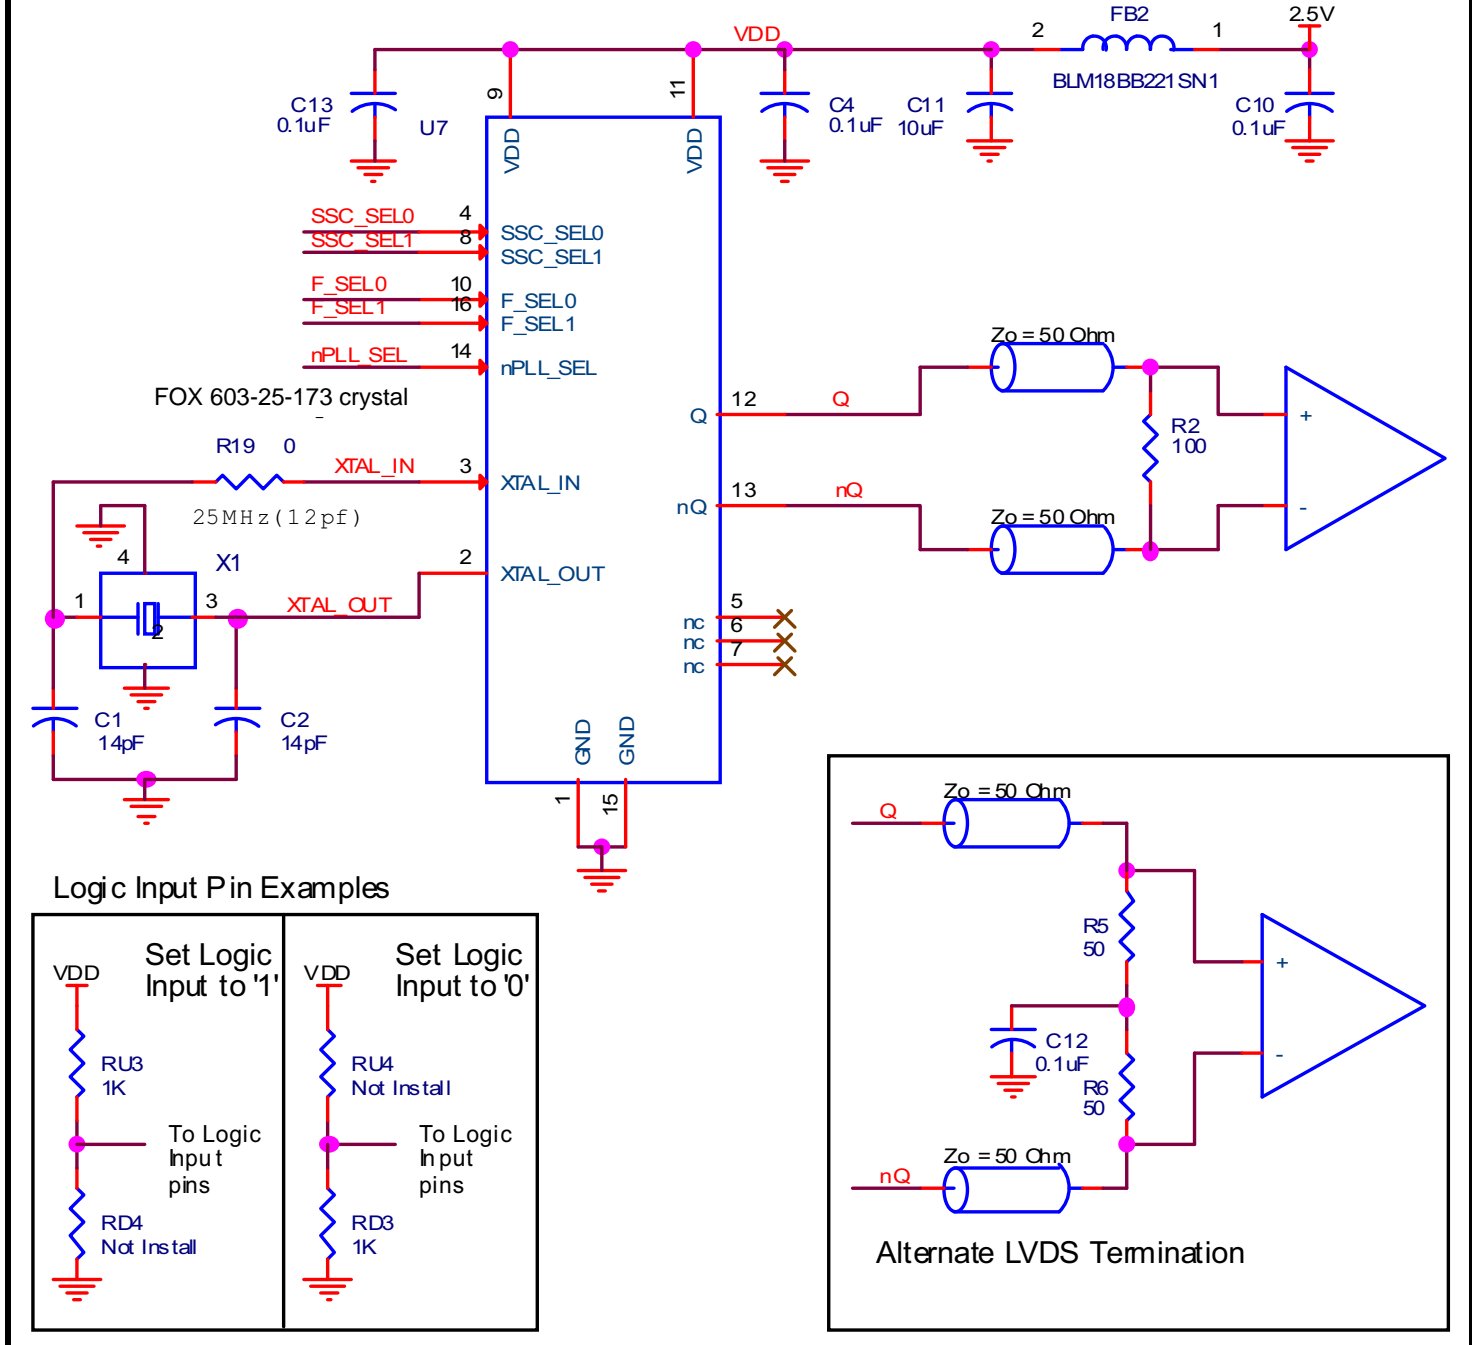 FB2
2.5V
VDD
2
1
BLM18BB221SN1
C13
0.1uF
U7
9
11
C4
0.1uF
C11
10uF
C10
0.1uF
VDD
VDD
SSC_SEL0
4
SSC_SEL0
SSC_SEL1
8
SSC_SEL1
F_SEL0
10
F_SEL0
F_SEL1
16
F_SEL1
nPLL_SEL
14
nPLL_SEL
Zo = 50 Ohm
FOX 603-25-173 crystal
Q
12
Q
+
R2
100
R19
0
XTAL_IN
3
XTAL_IN
nQ
13
nQ
-
25MHz(12pf)
Zo = 50 Ohm
4
X1
2
XTAL_OUT
1
2
3
XTAL_OUT
nc
5
nc
6
nc
7
C1
14pF
C2
14pF
GND
GND
1
15
Logic Input Pin Examples
Set Logic
Input to '1'
VDD
RU3
1K
To Logic
Input
pins
RD4
Not Install
Set Logic
Input to '0'
VDD
RU4
Not Install
To Logic
Input
pins
RD3
1K
Zo = 50 Ohm
Q
R5
50
+
C12
0.1uF
-
R6
50
Zo = 50 Ohm
nQ
Alternate LVDS Termination